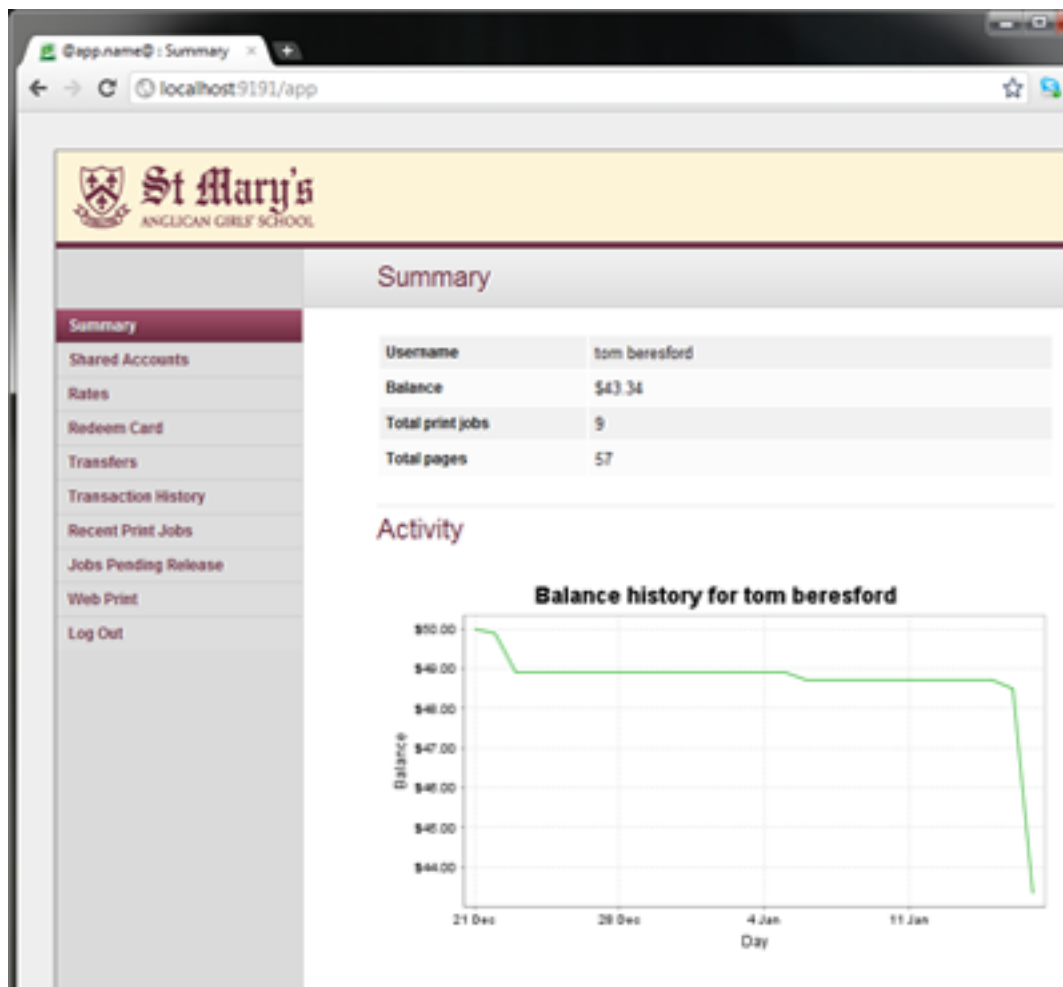 @app.name@ : Summary
localhost:9191/app
St Mary's
ANGLICAN GIRLS' SCHOOL
Summary
Summary
Shared Accounts
Rates
Redeem Card
Transfers
Transaction History
Recent Print Jobs
Jobs Pending Release
Web Print
Log Out
Username tom beresford
Balance $43.34
Total print jobs 9
Total pages 57
Activity
Balance history for tom beresford
$50.00
$49.00
$48.00
$47.00
$46.00
$45.00
$44.00
Balance
21 Dec 28 Dec 4 Jan 11 Jan
Day